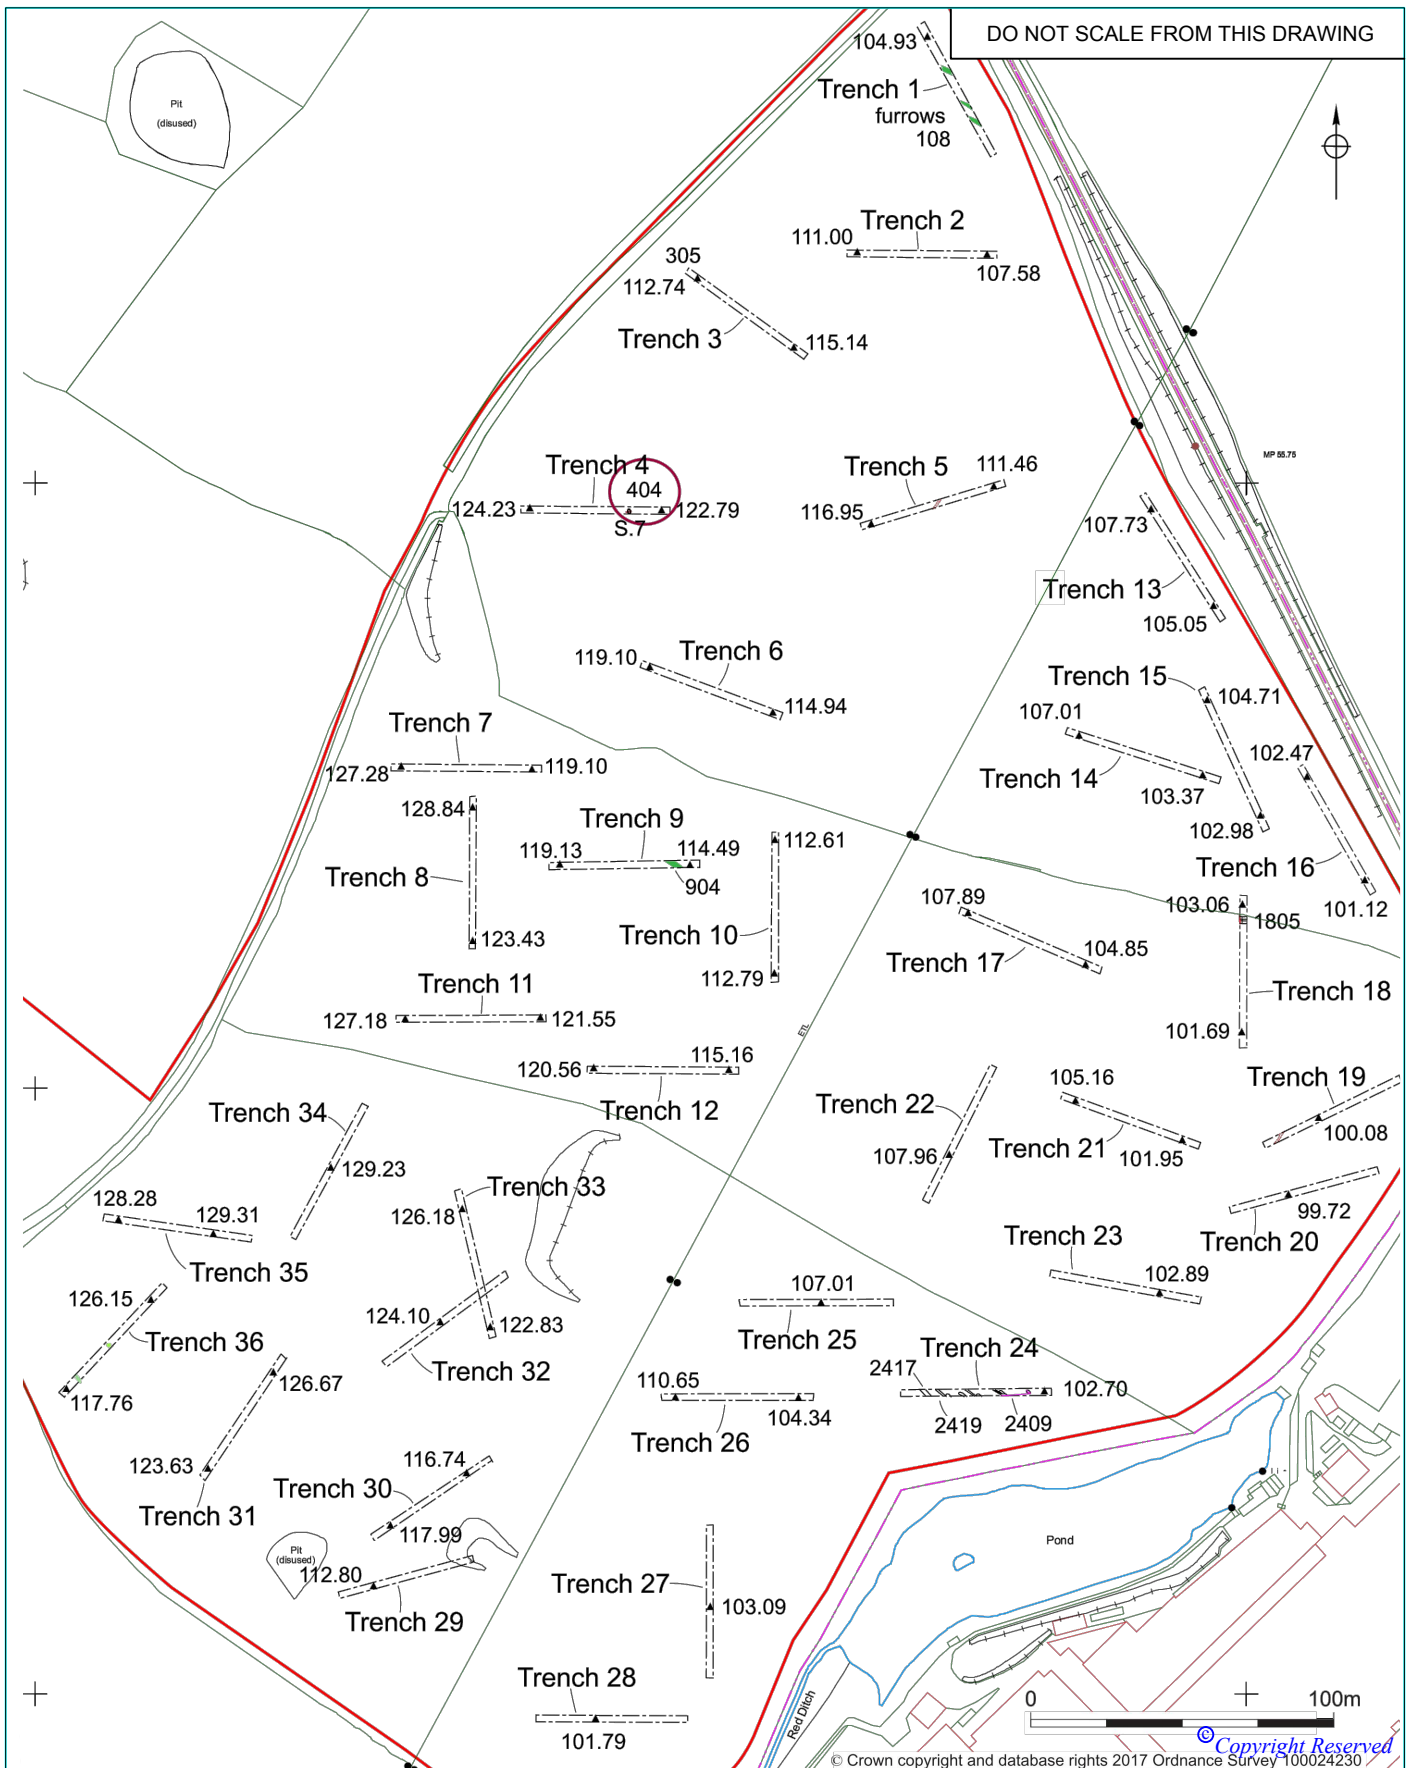 DO NOT SCALE FROM THIS DRAWING
104.93
Trench 1
furrows
108
Pit
(disused)
Trench 2
111.00
107.58
305
112.74
Trench 3
115.14
Trench 4
404
124.23
122.79
S.7
Trench 5
111.46
116.95
MP 55.75
107.73
Trench 13
105.05
119.10
Trench 6
114.94
Trench 15
104.71
107.01
Trench 14
103.37
102.47
102.98
Trench 16
101.12
Trench 7
127.28
119.10
128.84
Trench 8
123.43
Trench 9
119.13
114.49
904
112.61
Trench 10
112.79
107.89
104.85
Trench 17
103.06
1805
Trench 18
101.69
Trench 11
127.18
121.55
ETL
120.56
115.16
Trench 12
Trench 22
107.96
105.16
Trench 21
101.95
Trench 19
100.08
99.72
Trench 20
Trench 34
129.23
128.28
129.31
Trench 35
Trench 33
126.18
122.83
124.10
Trench 32
126.15
Trench 36
117.76
Trench 23
102.89
107.01
Trench 25
Trench 24
2417
102.70
2419
2409
110.65
104.34
Trench 26
126.67
123.63
Trench 31
116.74
Trench 30
117.99
Pit
(disused)
112.80
Trench 29
Trench 27
103.09
Trench 28
101.79
Pond
Red Ditch
0
100m
© Copyright Reserved
© Crown copyright and database rights 2017 Ordnance Survey 100024230